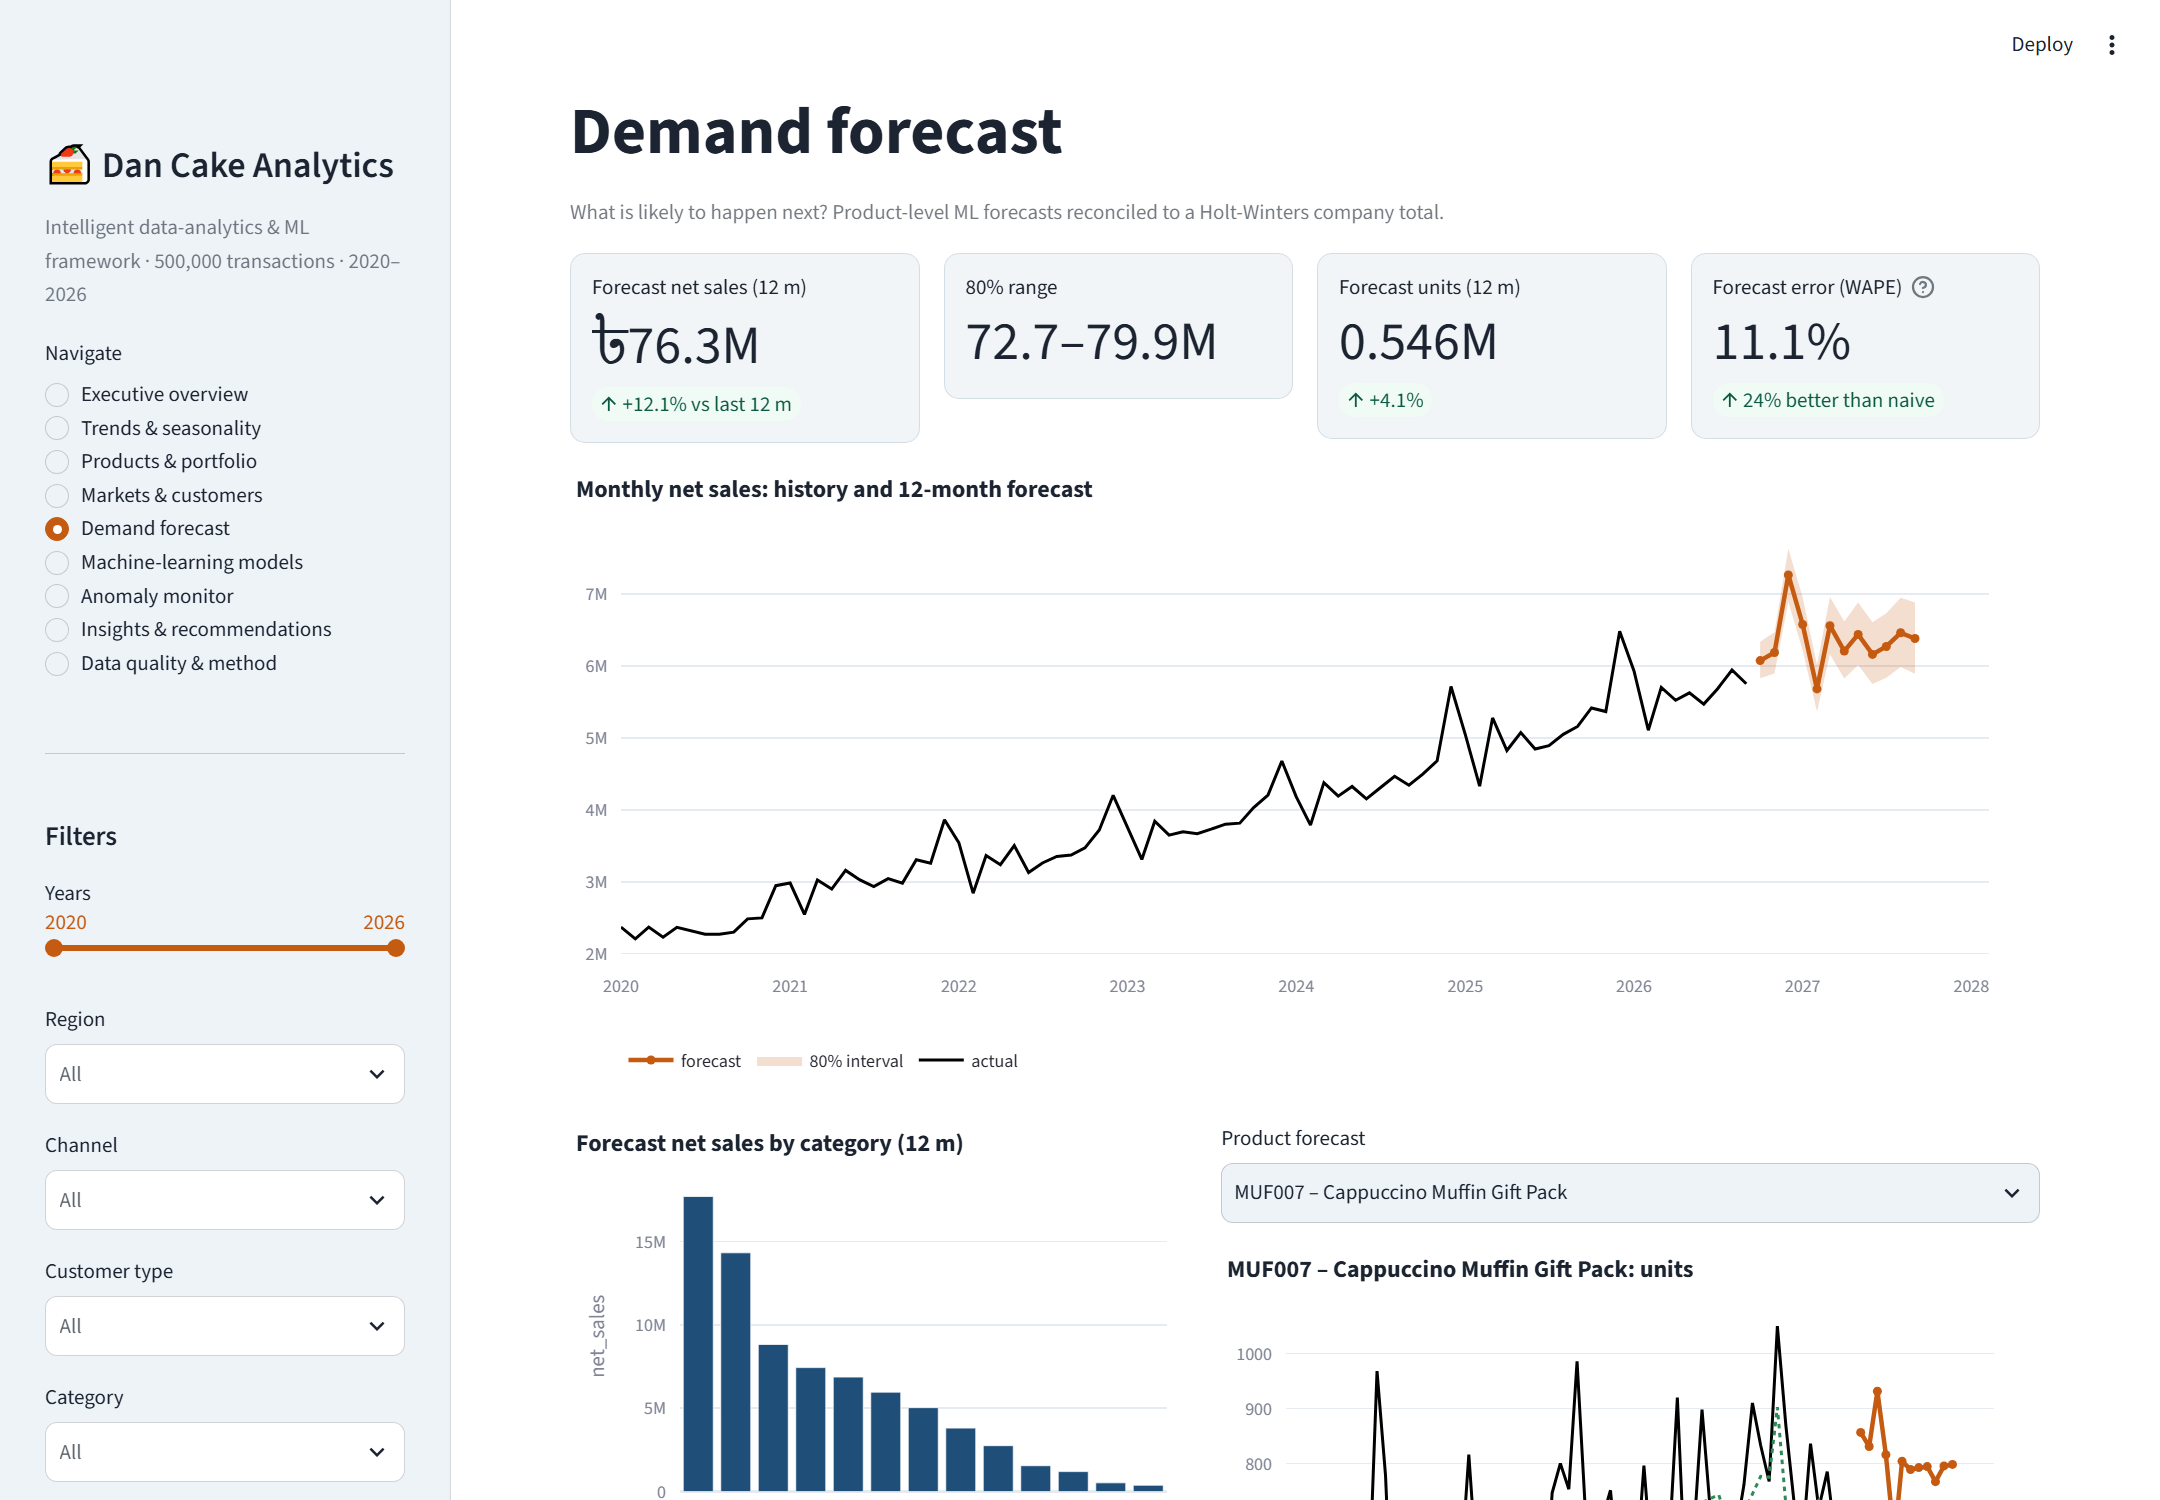 Deploy
🍰 Dan Cake Analytics
Intelligent data-analytics & ML
framework · 500,000 transactions · 2020–
2026
Navigate
Executive overview
Trends & seasonality
Products & portfolio
Markets & customers
Demand forecast
Machine-learning models
Anomaly monitor
Insights & recommendations
Data quality & method
Filters
Years
2020 2026
Region
All
Channel
All
Customer type
All
Category
All
Demand forecast
What is likely to happen next? Product-level ML forecasts reconciled to a Holt-Winters company total.
Forecast net sales (12 m)
৳76.3M
↑ +12.1% vs last 12 m
80% range
72.7–79.9M
Forecast units (12 m)
0.546M
↑ +4.1%
Forecast error (WAPE)
11.1%
↑ 24% better than naive
Monthly net sales: history and 12-month forecast
7M
6M
5M
4M
3M
2M
2020 2021 2022 2023 2024 2025 2026 2027 2028
forecast 80% interval actual
Forecast net sales by category (12 m)
net_sales
15M
10M
5M
0
Product forecast
MUF007 – Cappuccino Muffin Gift Pack
MUF007 – Cappuccino Muffin Gift Pack: units
1000
900
800